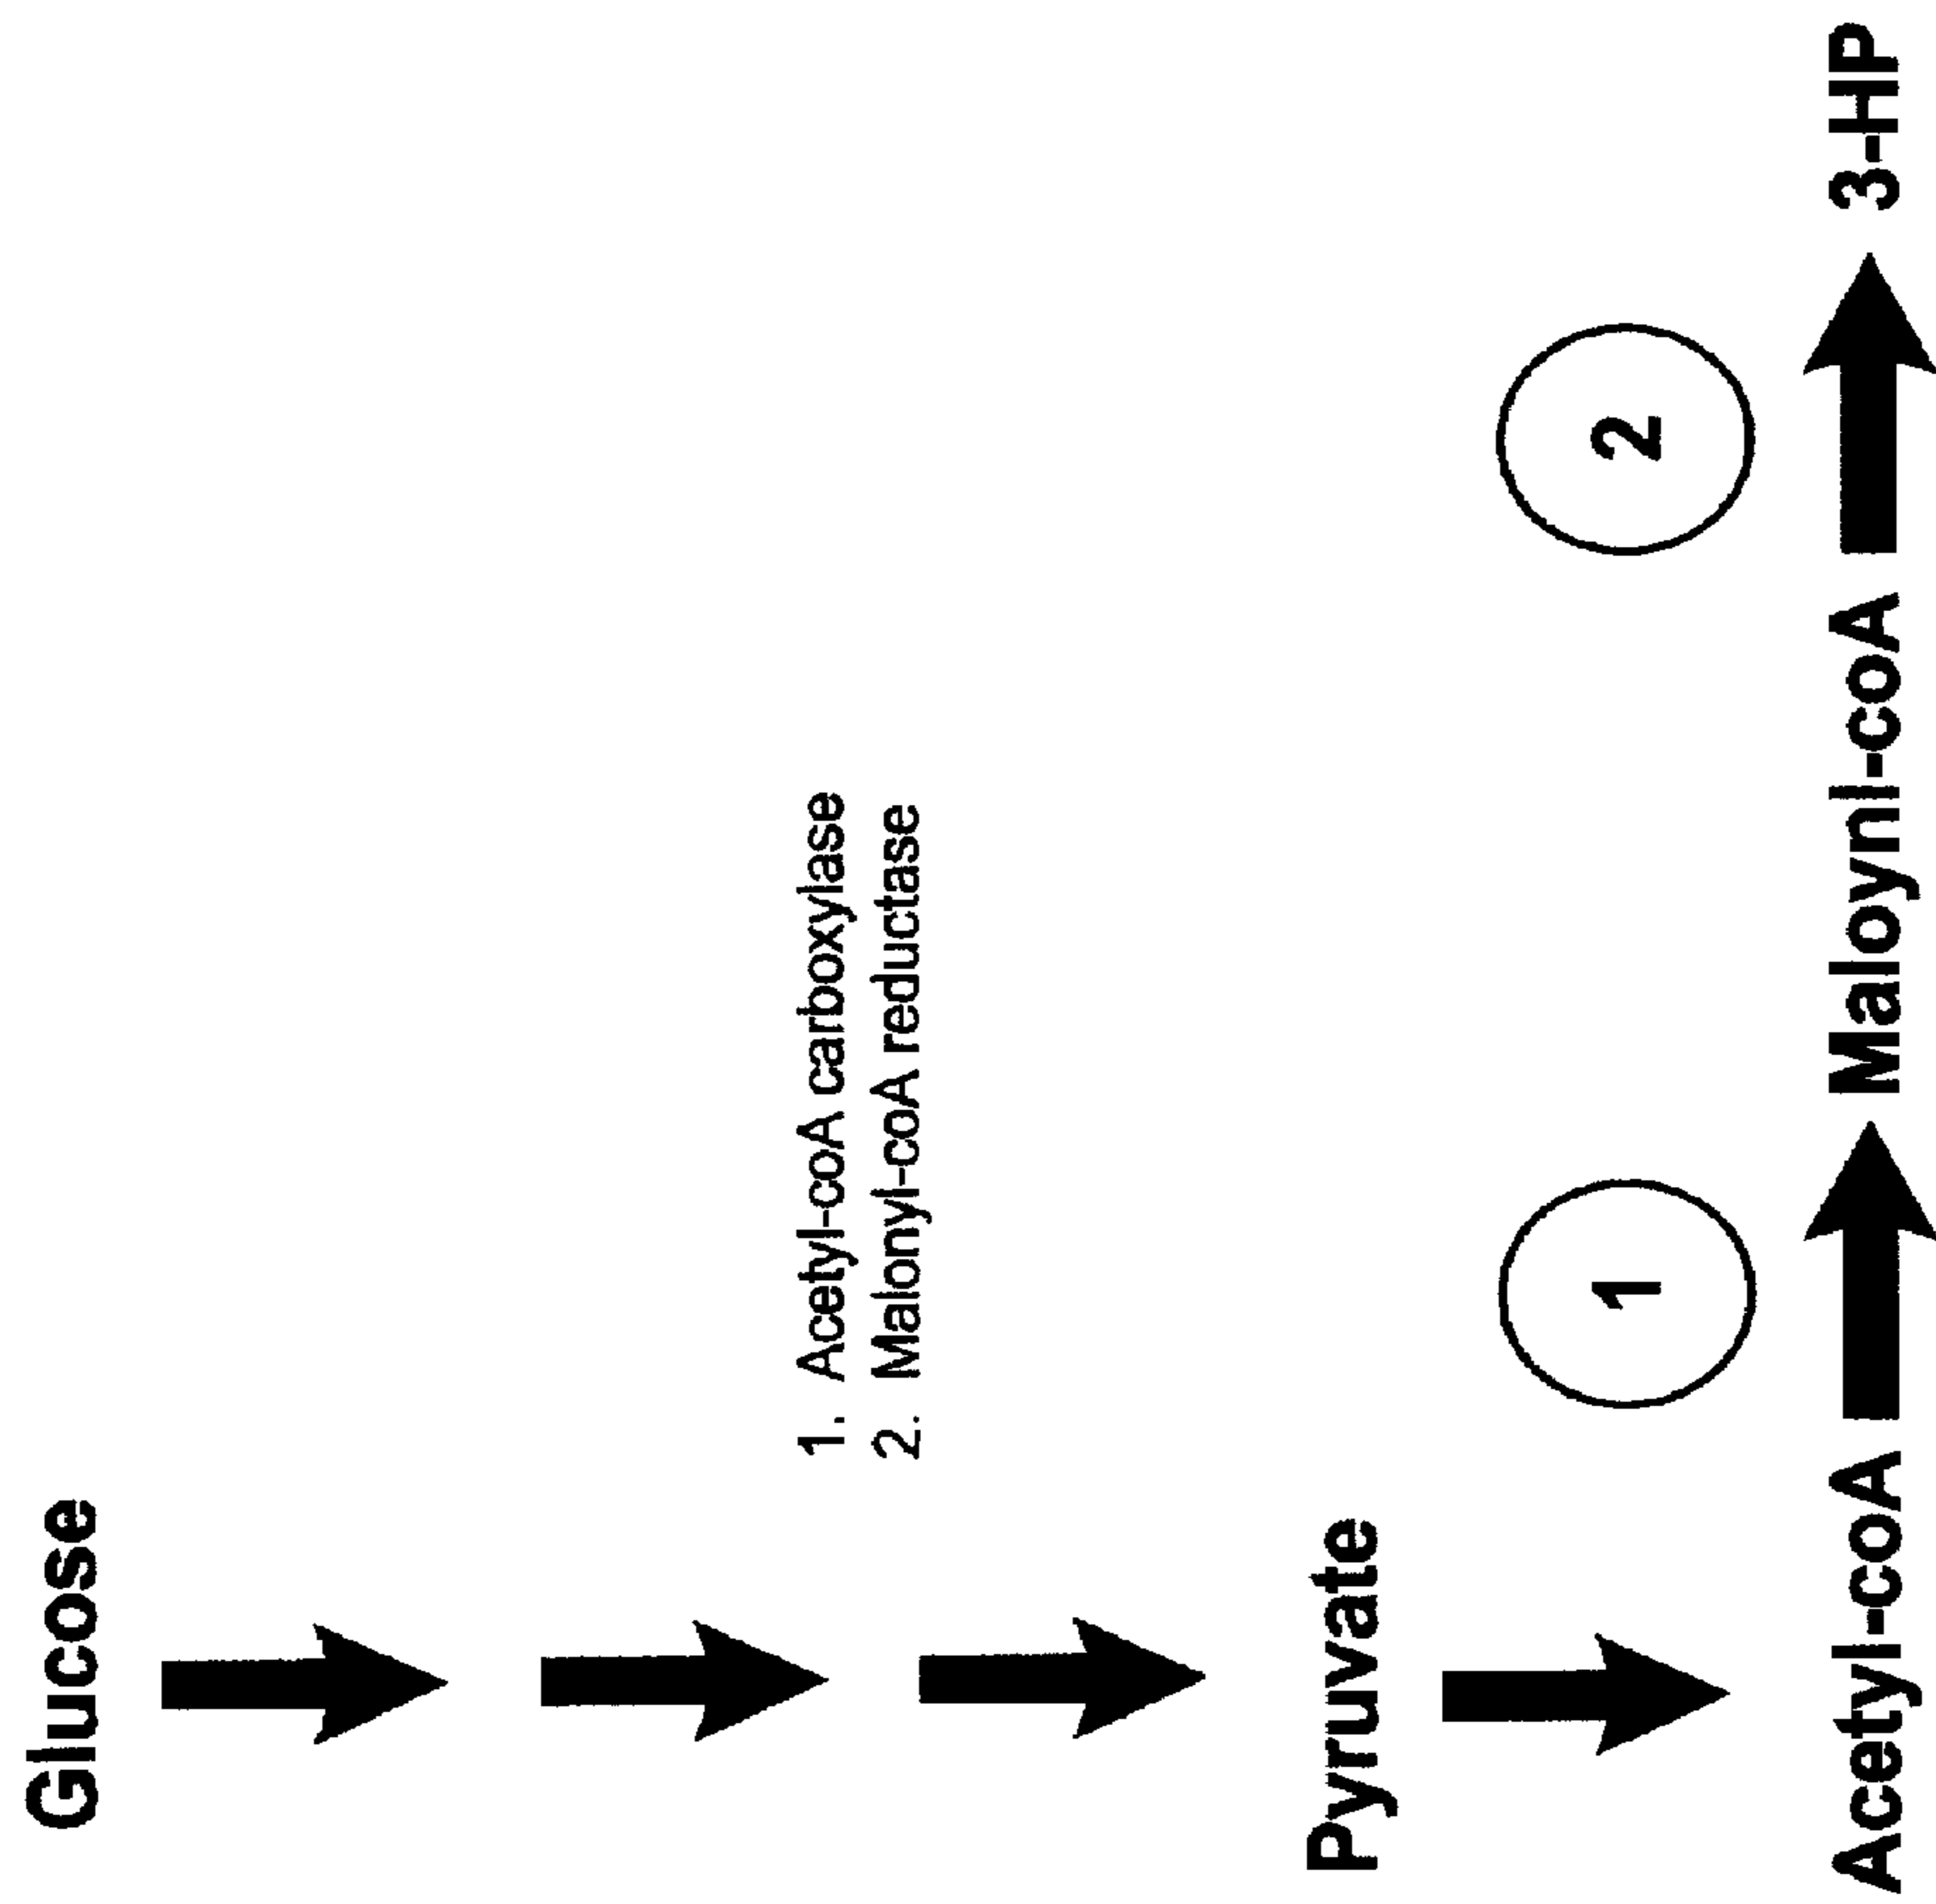 Glucose
1. Acetyl-coA carboxylase
2. Malonyl-coA reductase
Pyruvate
1
2
Acetyl-coA
Maloynl-coA
3-HP